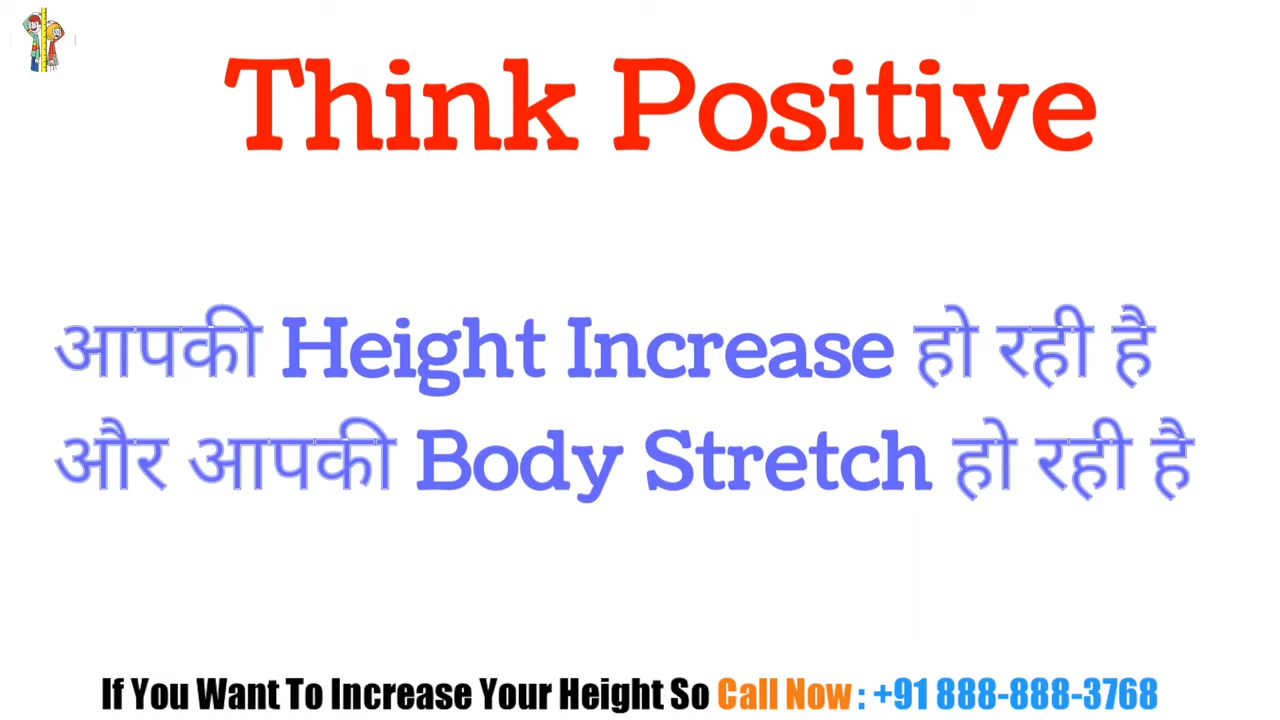 Think Positive
आपकी Height Increase हो रही है
और आपकी Body Stretch हो रही है
If You Want To Increase Your Height So Call Now : +91 888-888-3768